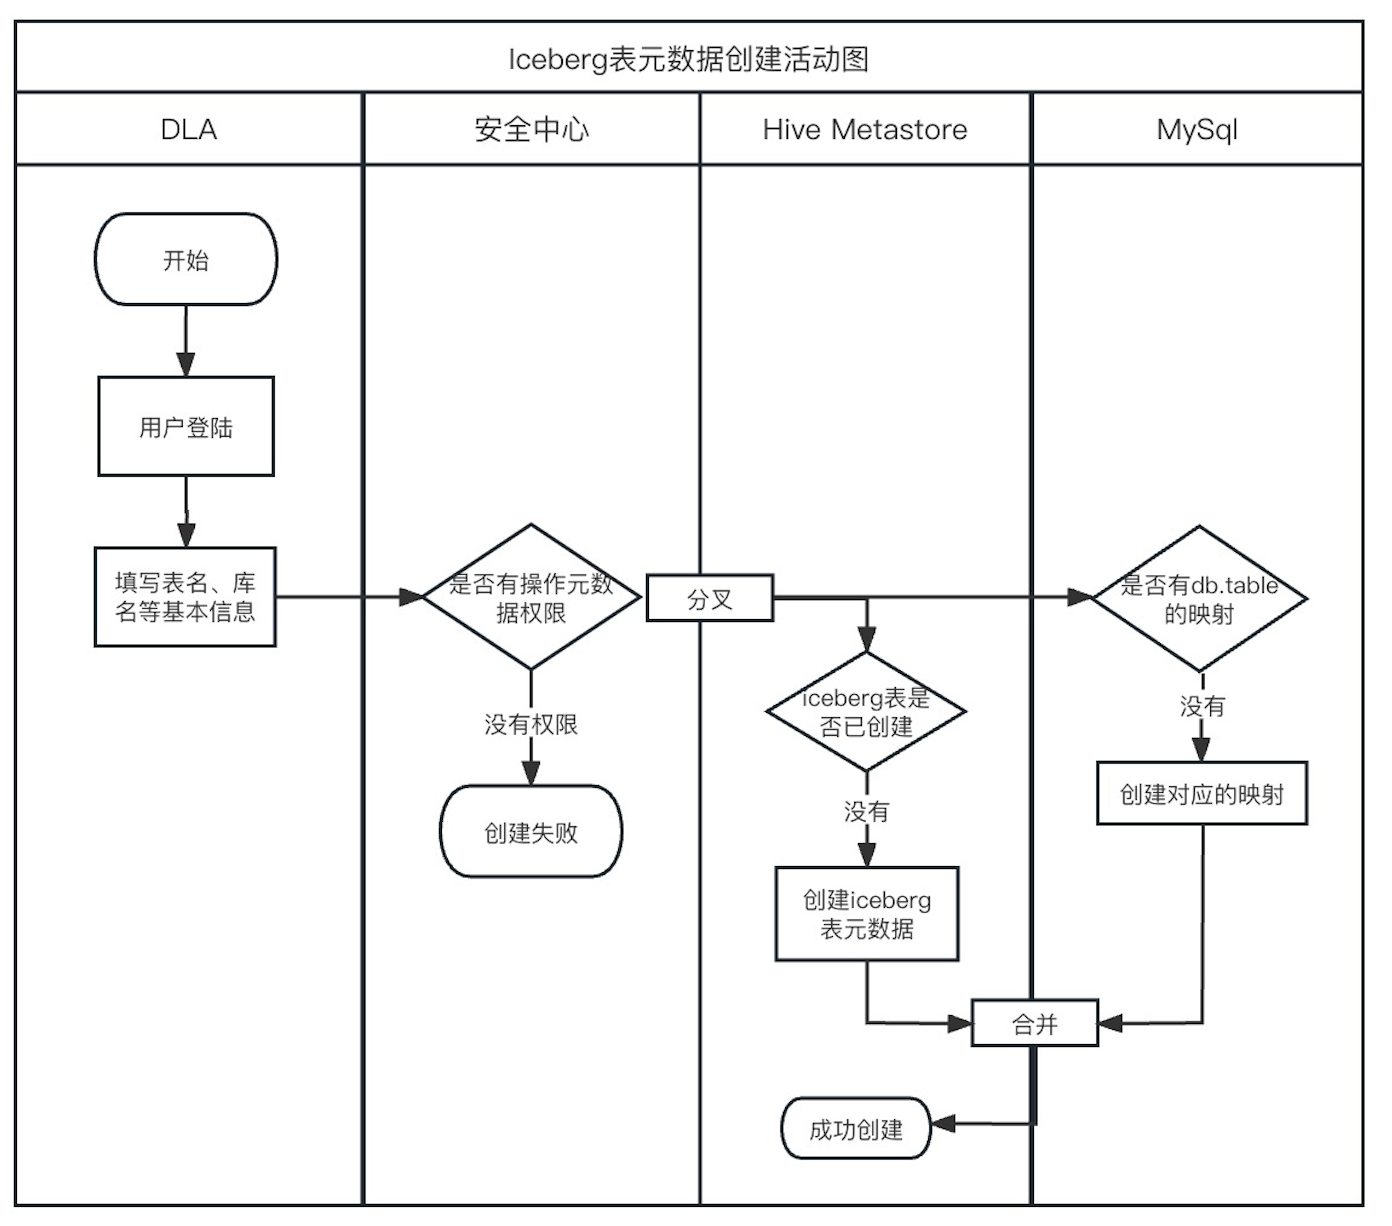 Iceberg表元数据创建活动图
DLA
安全中心
Hive Metastore
MySql
开始
用户登陆
填写表名、库
名等基本信息
是否有操作元数
据权限
分叉
是否有db.table
的映射
iceberg表是
否已创建
没有权限
没有
创建失败
没有
创建对应的映射
创建iceberg
表元数据
合并
成功创建